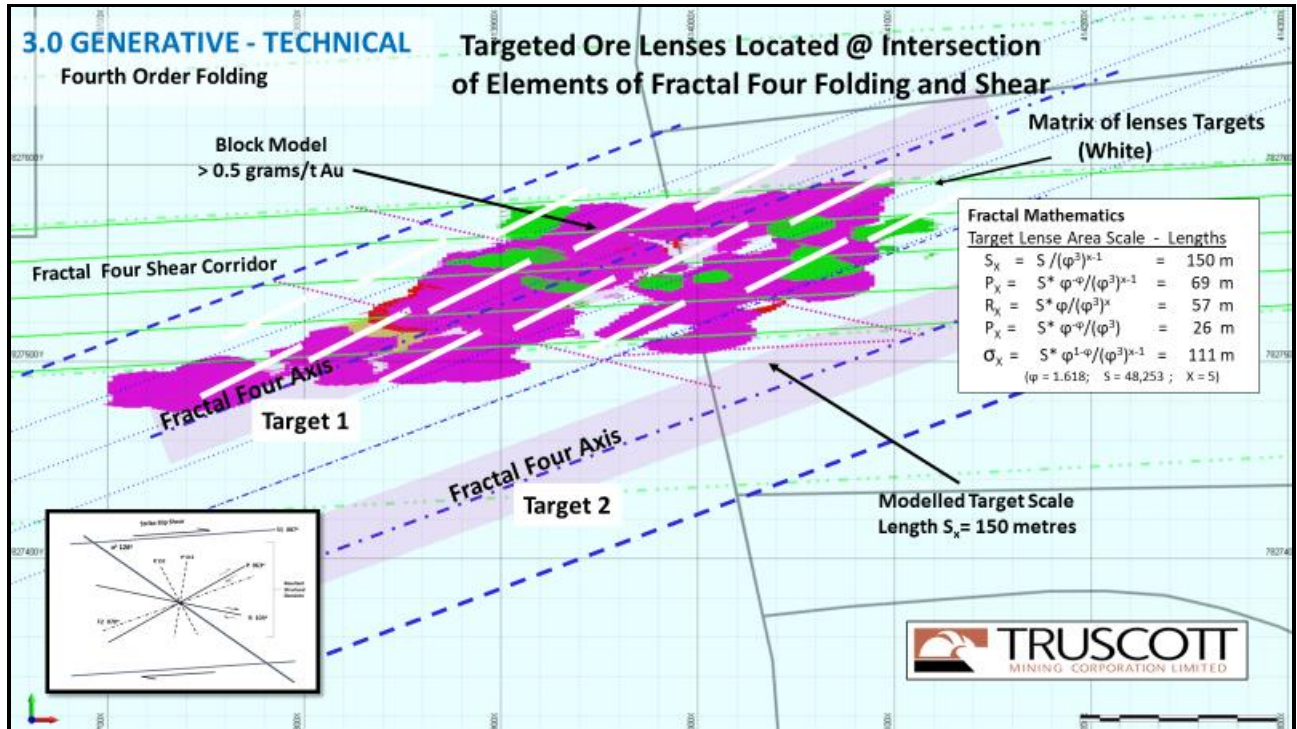 3.0 GENERATIVE - TECHNICAL
Fourth Order Folding
Targeted Ore Lenses Located @ Intersection
of Elements of Fractal Four Folding and Shear
Block Model
> 0.5 grams/t Au
Matrix of lenses Targets
(White)
Fractal Four Shear Corridor
Fractal Mathematics
Target Lense Area Scale - Lengths
Sₓ = S /(φ³)ˣ⁻¹ = 150 m
Pₓ = S* φ⁻ᵠ/(φ³)ˣ⁻¹ = 69 m
Rₓ = S* φ/(φ³)ˣ = 57 m
Pₓ = S* φ⁻ᵠ/(φ³) = 26 m
σₓ = S* φ¹⁻ᵠ/(φ³)ˣ⁻¹ = 111 m
(φ = 1.618; S = 48,253 ; X = 5)
Fractal Four Axis
Target 1
Fractal Four Axis
Target 2
Modelled Target Scale
Length Sₓ= 150 metres
Strike Slip Shear
TRUSCOTT
MINING CORPORATION LIMITED